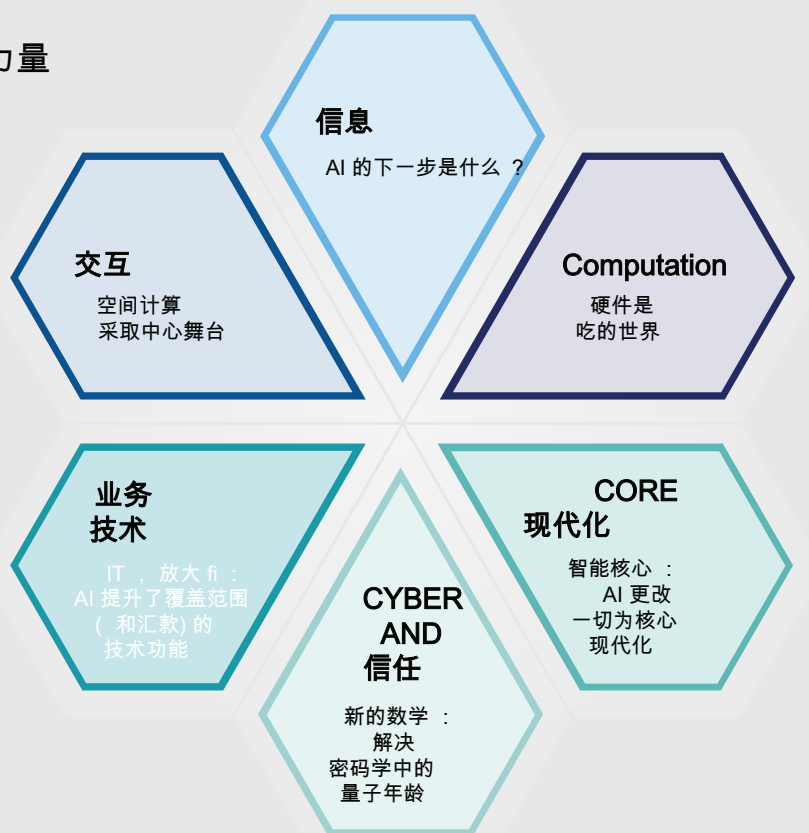 力量
信息
AI 的下一步是什么 ?
交互
空间计算
采取中心舞台
Computation
硬件是
吃的世界
业务
技术
IT , 放大 fi :
AI 提升了覆盖范围
( 和汇款) 的
技术功能
CYBER
AND
信任
新的数学 :
解决
密码学中的
量子年龄
CORE
现代化
智能核心 :
AI 更改
一切为核心
现代化